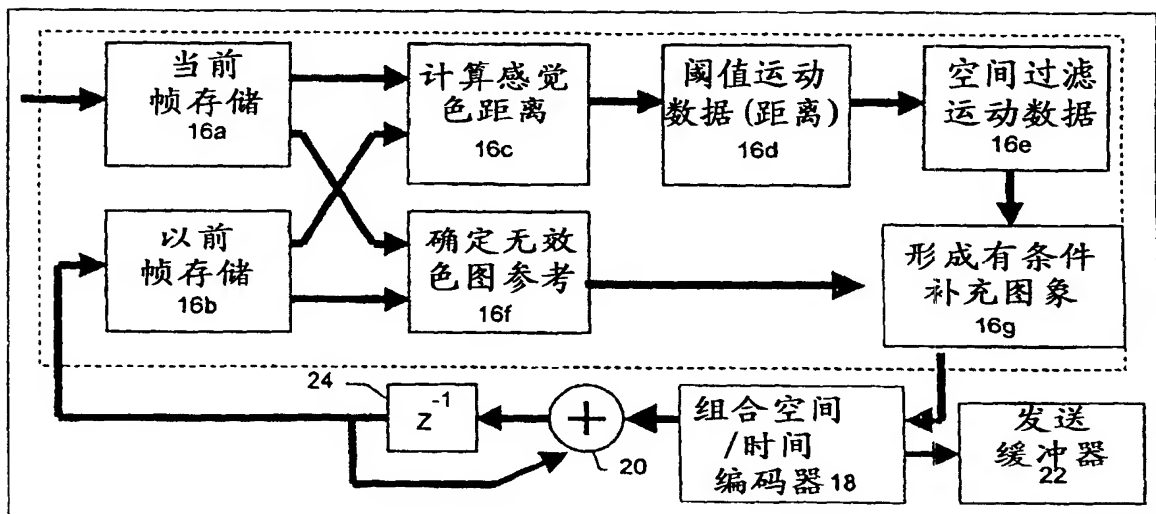 当前
帧存储
16a
计算感觉
色距离
16c
阈值运动
数据(距离)
16d
空间过滤
运动数据
16e
以前
帧存储
16b
确定无效
色图参考
16f
形成有条件
补充图象
16g
24
z⁻¹
+
20
组合空间
/时间
编码器18
发送
缓冲器
22